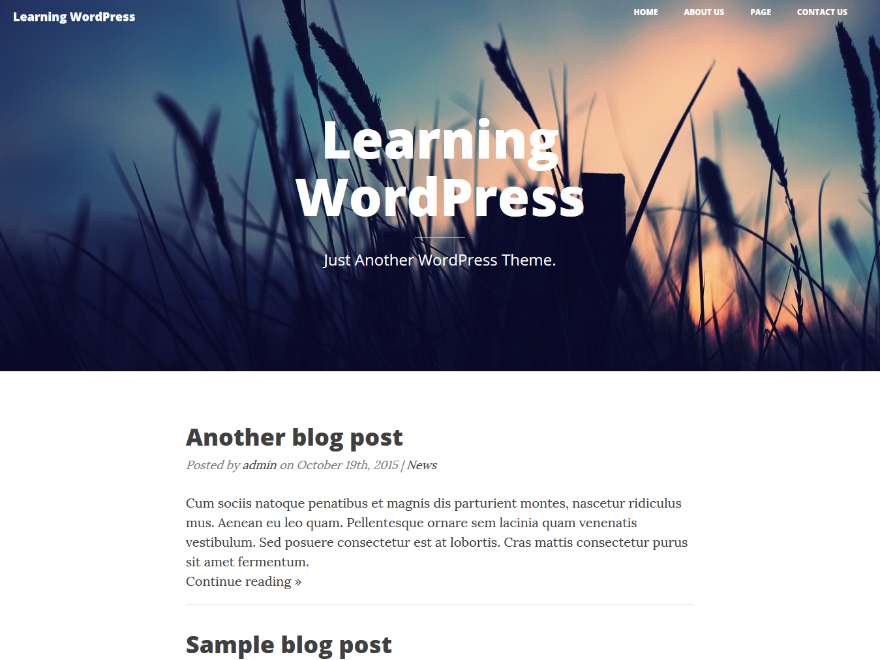 Learning WordPress
HOME ABOUT US PAGE CONTACT US
Learning
WordPress
Just Another WordPress Theme.
Another blog post
Posted by admin on October 19th, 2015 | News
Cum sociis natoque penatibus et magnis dis parturient montes, nascetur ridiculus
mus. Aenean eu leo quam. Pellentesque ornare sem lacinia quam venenatis
vestibulum. Sed posuere consectetur est at lobortis. Cras mattis consectetur purus
sit amet fermentum.
Continue reading »
Sample blog post